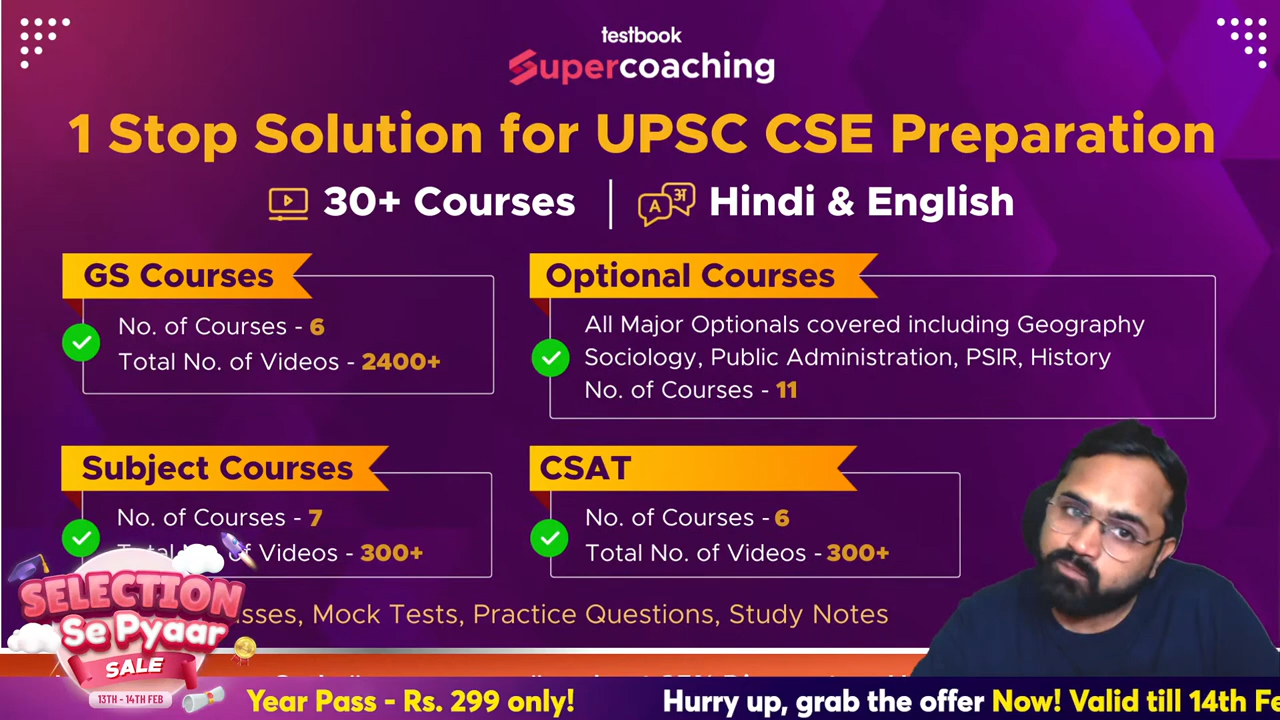 testbook
Supercoaching
1 Stop Solution for UPSC CSE Preparation
30+ Courses
A अ
Hindi & English
GS Courses
No. of Courses - 6
Total No. of Videos - 2400+
Optional Courses
All Major Optionals covered including Geography
Sociology, Public Administration, PSIR, History
No. of Courses - 11
Subject Courses
No. of Courses - 7
of Videos - 300+
CSAT
No. of Courses - 6
Total No. of Videos - 300+
Mock Tests, Practice Questions, Study Notes
SELECTION
Se Pyaar
SALE
13TH - 14TH FEB
Year Pass - Rs. 299 only!
Hurry up, grab the offer Now! Valid till 14th